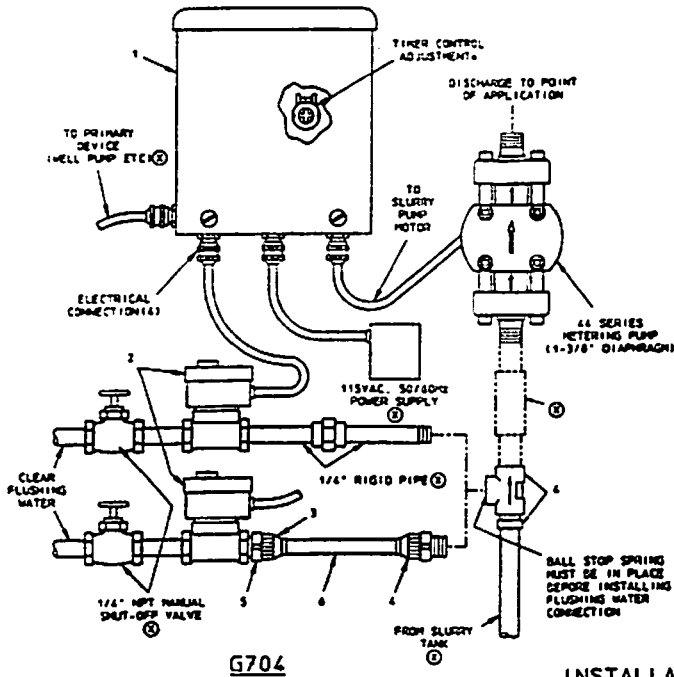 1
TIMER CONTROL
ADJUSTMENTS
DISCHARGE TO POINT
OF APPLICATION
TO PRIMARY
DEVICE
(WELL PUMP ETC) Ⓧ
TO
SLURRY
PUMP
MOTOR
ELECTRICAL
CONNECTION(4)
44 SERIES
METERING PUMP
(1-3/8" DIAPHRAGM)
2
115VAC, 50/60HZ
POWER SUPPLY
Ⓧ
Ⓧ
CLEAR
FLUSHING
WATER
1/4" RIGID PIPE Ⓧ
3
4
BALL STOP SPRING
MUST BE IN PLACE
BEFORE INSTALLING
FLUSHING WATER
CONNECTION
1/4" NPT MANUAL
SHUT-OFF VALVE
Ⓧ
5
6
4
FROM SLURRY
TANK
Ⓧ
G704
INSTALLA